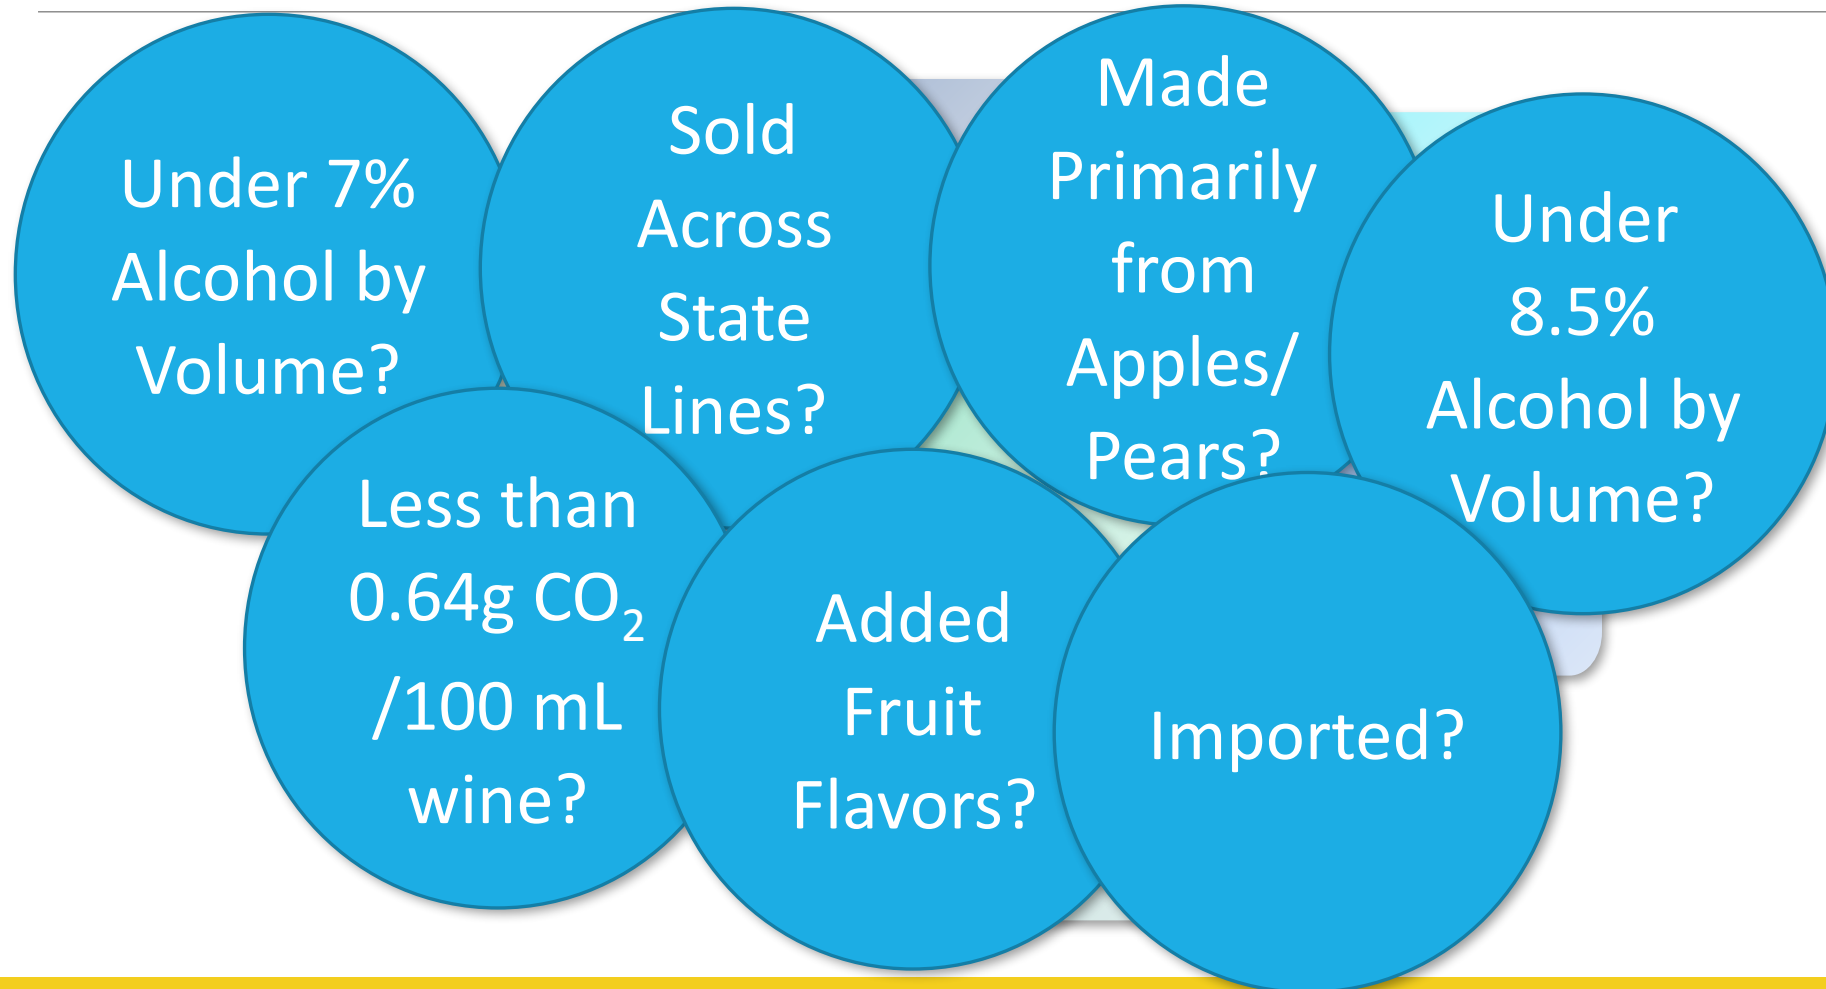 Under 7%
Alcohol by
Volume?
Sold
Across
State
Lines?
Made
Primarily
from
Apples/
Pears?
Under
8.5%
Alcohol by
Volume?
Less than
0.64g CO₂
/100 mL
wine?
Added
Fruit
Flavors?
Imported?